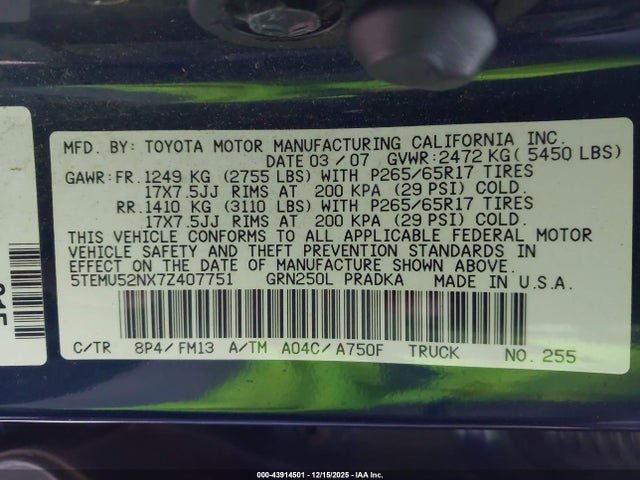 MFD. BY: TOYOTA MOTOR MANUFACTURING CALIFORNIA INC.
DATE 03 / 07 GVWR: 2472 KG( 5450 LBS)
GAWR: FR. 1249 KG (2755 LBS) WITH P265/65R17 TIRES
17X7.5JJ RIMS AT 200 KPA (29 PSI) COLD.
RR. 1410 KG (3110 LBS) WITH P265/65R17 TIRES
17X7.5JJ RIMS AT 200 KPA (29 PSI) COLD.
THIS VEHICLE CONFORMS TO ALL APPLICABLE FEDERAL MOTOR
VEHICLE SAFETY AND THEFT PREVENTION STANDARDS IN
EFFECT ON THE DATE OF MANUFACTURE SHOWN ABOVE.
5TEMU52NX7Z407751 GRN250L PRADKA MADE IN U.S.A.
C/TR 8P4/ FM13 A/TM A04C/ A750F TRUCK NO. 255
000-43914501 - 12/15/2025 - IAA Inc.